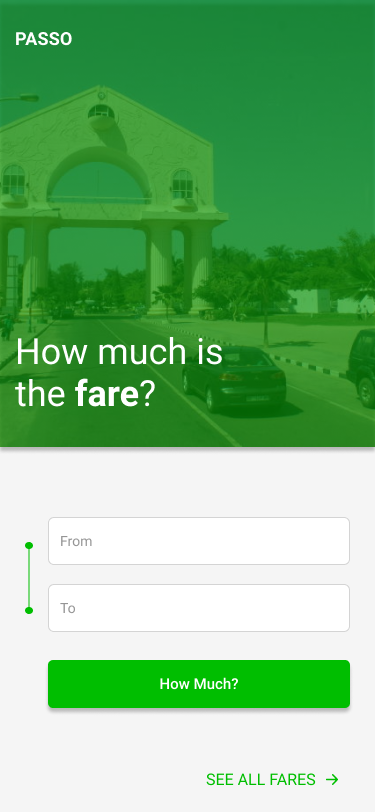 PASSO
How much is
the fare?
From
To
How Much?
SEE ALL FARES →